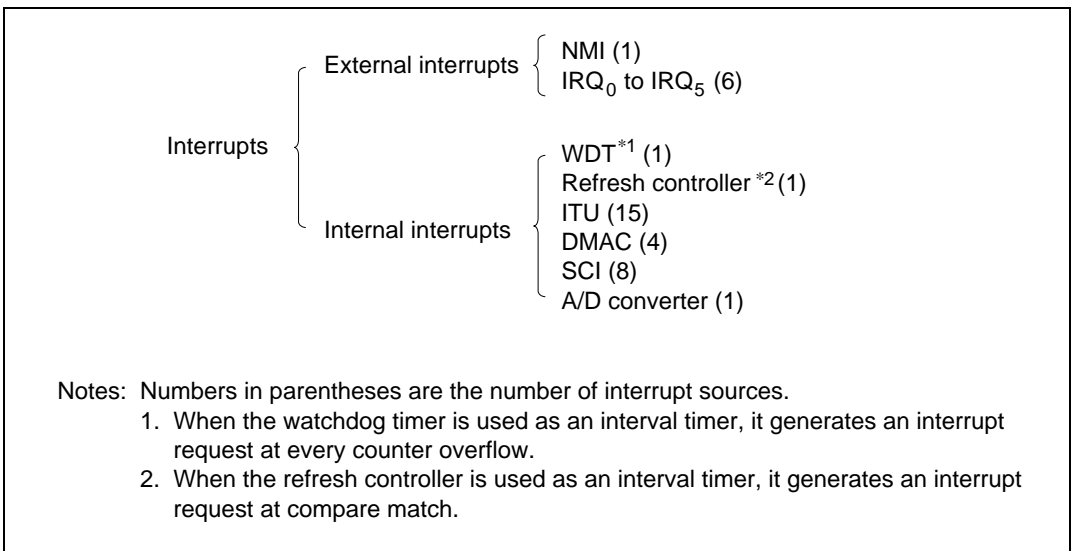 External interrupts
NMI (1)
IRQ0 to IRQ5 (6)
Interrupts
Internal interrupts
WDT*1 (1)
Refresh controller *2 (1)
ITU (15)
DMAC (4)
SCI (8)
A/D converter (1)
Notes: Numbers in parentheses are the number of interrupt sources.
1. When the watchdog timer is used as an interval timer, it generates an interrupt
request at every counter overflow.
2. When the refresh controller is used as an interval timer, it generates an interrupt
request at compare match.